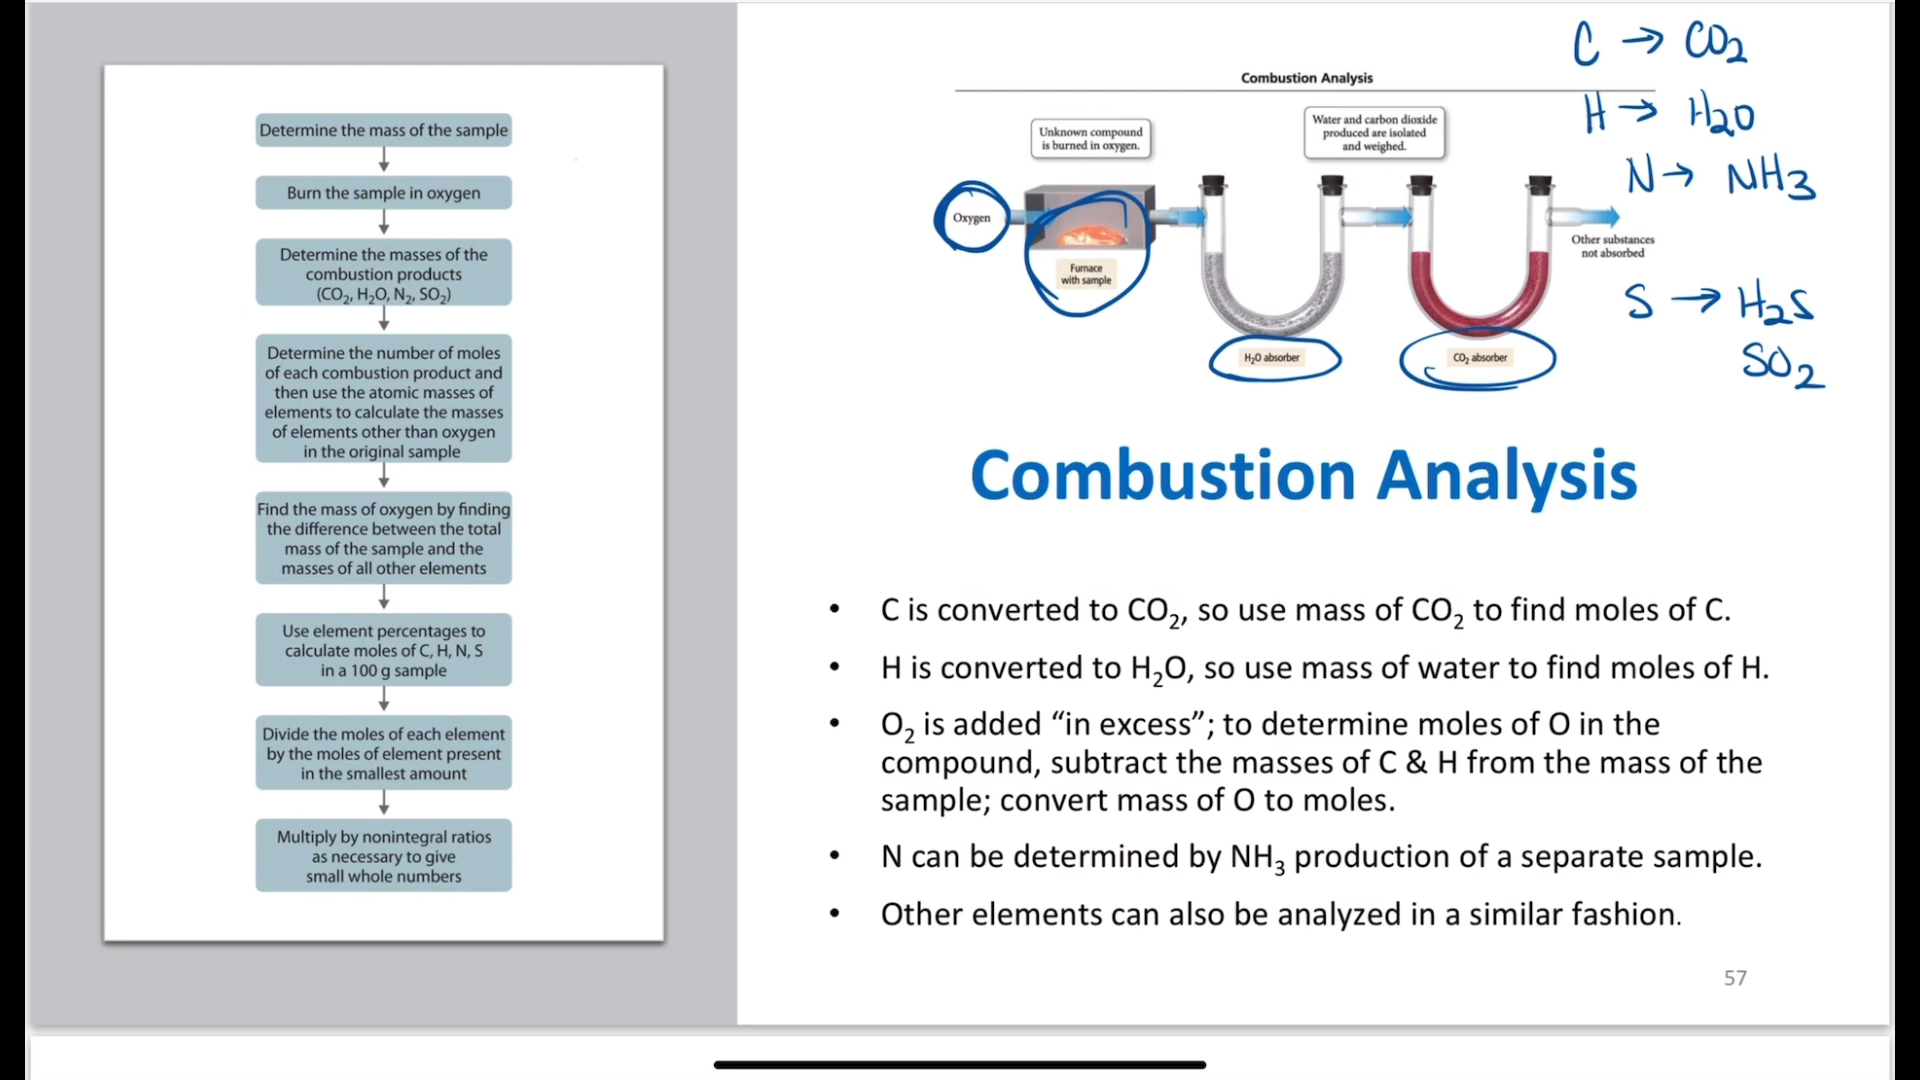 Determine the mass of the sample
Burn the sample in oxygen
Determine the masses of the
combustion products
(CO₂, H₂O, N₂, SO₂)
Determine the number of moles
of each combustion product and
then use the atomic masses of
elements to calculate the masses
of elements other than oxygen
in the original sample
Find the mass of oxygen by finding
the difference between the total
mass of the sample and the
masses of all other elements
Use element percentages to
calculate moles of C, H, N, S
in a 100 g sample
Divide the moles of each element
by the moles of element present
in the smallest amount
Multiply by nonintegral ratios
as necessary to give
small whole numbers
Combustion Analysis
Unknown compound
is burned in oxygen.
Water and carbon dioxide
produced are isolated
and weighed.
Oxygen
Furnace
with sample
H₂O absorber
CO₂ absorber
Other substances
not absorbed
C → CO₂
H → H₂O
N → NH₃
S → H₂S
SO₂
Combustion Analysis
• C is converted to CO₂, so use mass of CO₂ to find moles of C.
• H is converted to H₂O, so use mass of water to find moles of H.
• O₂ is added “in excess”; to determine moles of O in the
compound, subtract the masses of C & H from the mass of the
sample; convert mass of O to moles.
• N can be determined by NH₃ production of a separate sample.
• Other elements can also be analyzed in a similar fashion.
57